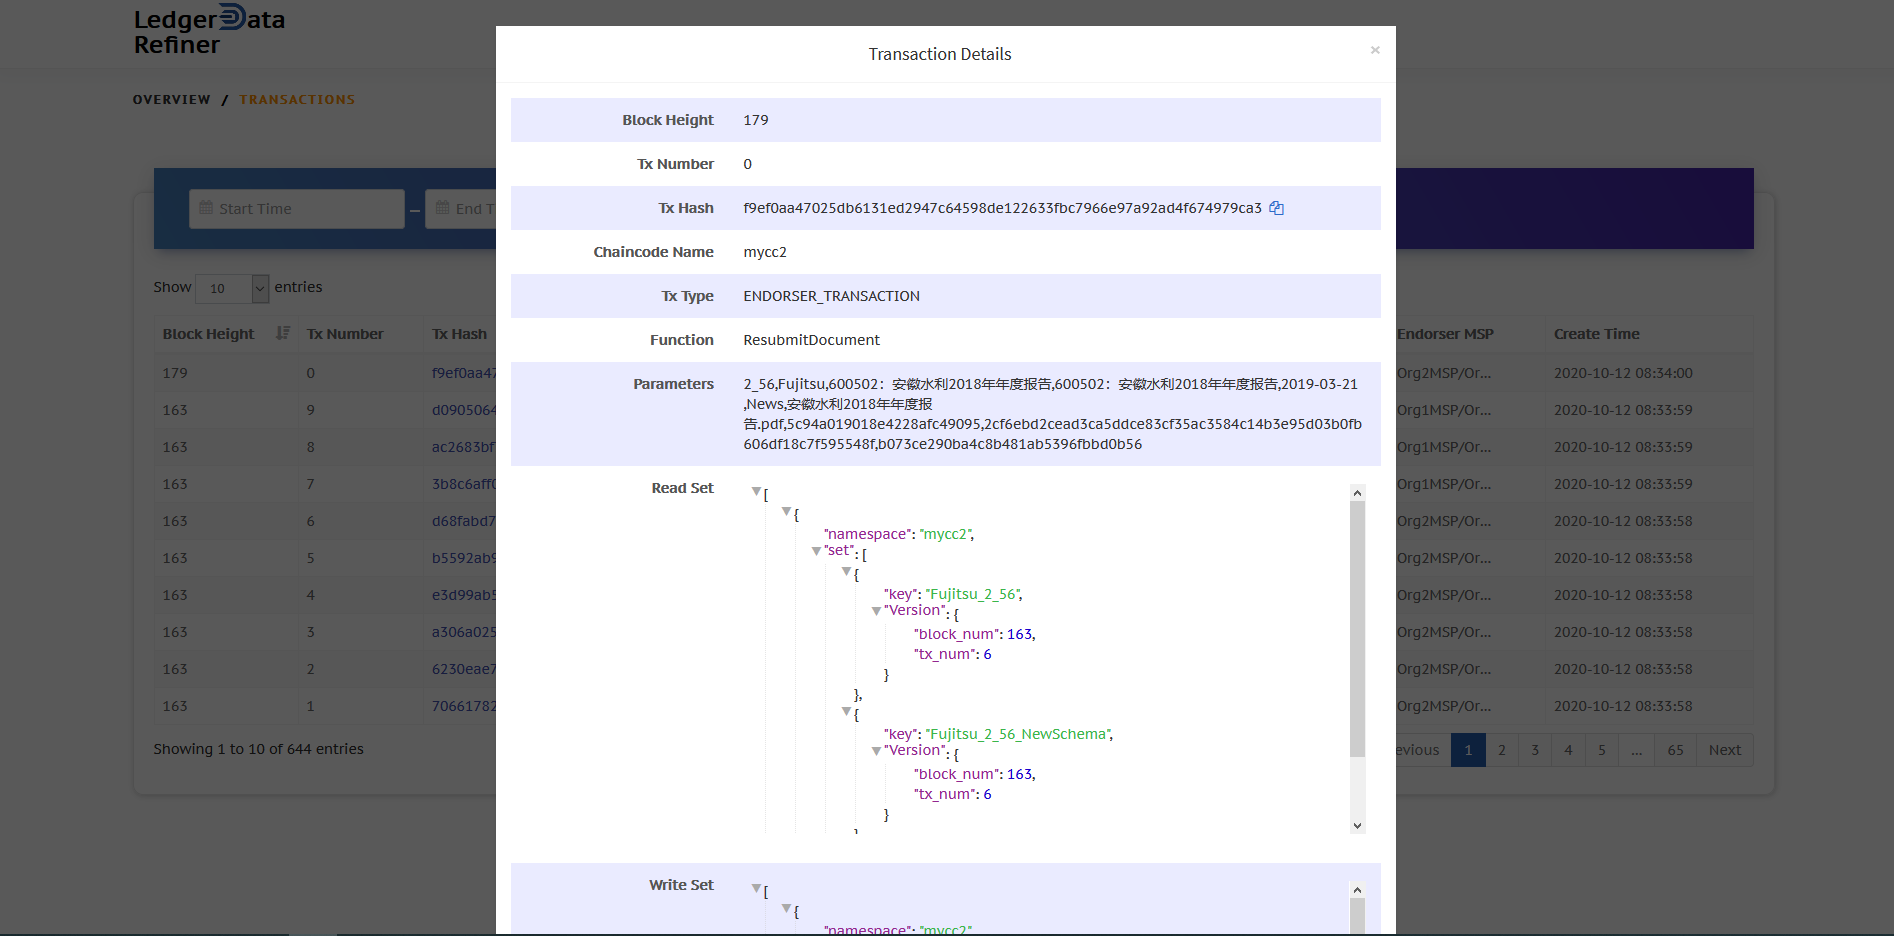 LedgerData
Refiner
OVERVIEW / TRANSACTIONS
Start Time
–
End T
Show 10 entries
Block Height Tx Number Tx Hash Endorser MSP Create Time
179 0 f9ef0aa47 Org2MSP/Or... 2020-10-12 08:34:00
163 9 d0905064 Org1MSP/Or... 2020-10-12 08:33:59
163 8 ac2683bf Org1MSP/Or... 2020-10-12 08:33:59
163 7 3b8c6aff0 Org1MSP/Or... 2020-10-12 08:33:59
163 6 d68fabd7 Org2MSP/Or... 2020-10-12 08:33:58
163 5 b5592ab9 Org2MSP/Or... 2020-10-12 08:33:58
163 4 e3d99ab5 Org2MSP/Or... 2020-10-12 08:33:58
163 3 a306a025 Org2MSP/Or... 2020-10-12 08:33:58
163 2 6230eae7 Org2MSP/Or... 2020-10-12 08:33:58
163 1 70661782 Org2MSP/Or... 2020-10-12 08:33:58
Showing 1 to 10 of 644 entries
evious 1 2 3 4 5 ... 65 Next
Transaction Details ×
Block Height 179
Tx Number 0
Tx Hash f9ef0aa47025db6131ed2947c64598de122633fbc7966e97a92ad4f674979ca3
Chaincode Name mycc2
Tx Type ENDORSER_TRANSACTION
Function ResubmitDocument
Parameters 2_56,Fujitsu,600502：安徽水利2018年年度报告,600502：安徽水利2018年年度报告,2019-03-21
,News,安徽水利2018年年度报
告.pdf,5c94a019018e4228afc49095,2cf6ebd2cead3ca5ddce83cf35ac3584c14b3e95d03b0fb
606df18c7f595548f,b073ce290ba4c8b481ab5396fbbd0b56
Read Set [
{
"namespace": "mycc2",
"set": [
{
"key": "Fujitsu_2_56",
"Version": {
"block_num": 163,
"tx_num": 6
}
},
{
"key": "Fujitsu_2_56_NewSchema",
"Version": {
"block_num": 163,
"tx_num": 6
}
}
Write Set [
{
"namespace": "mycc2"